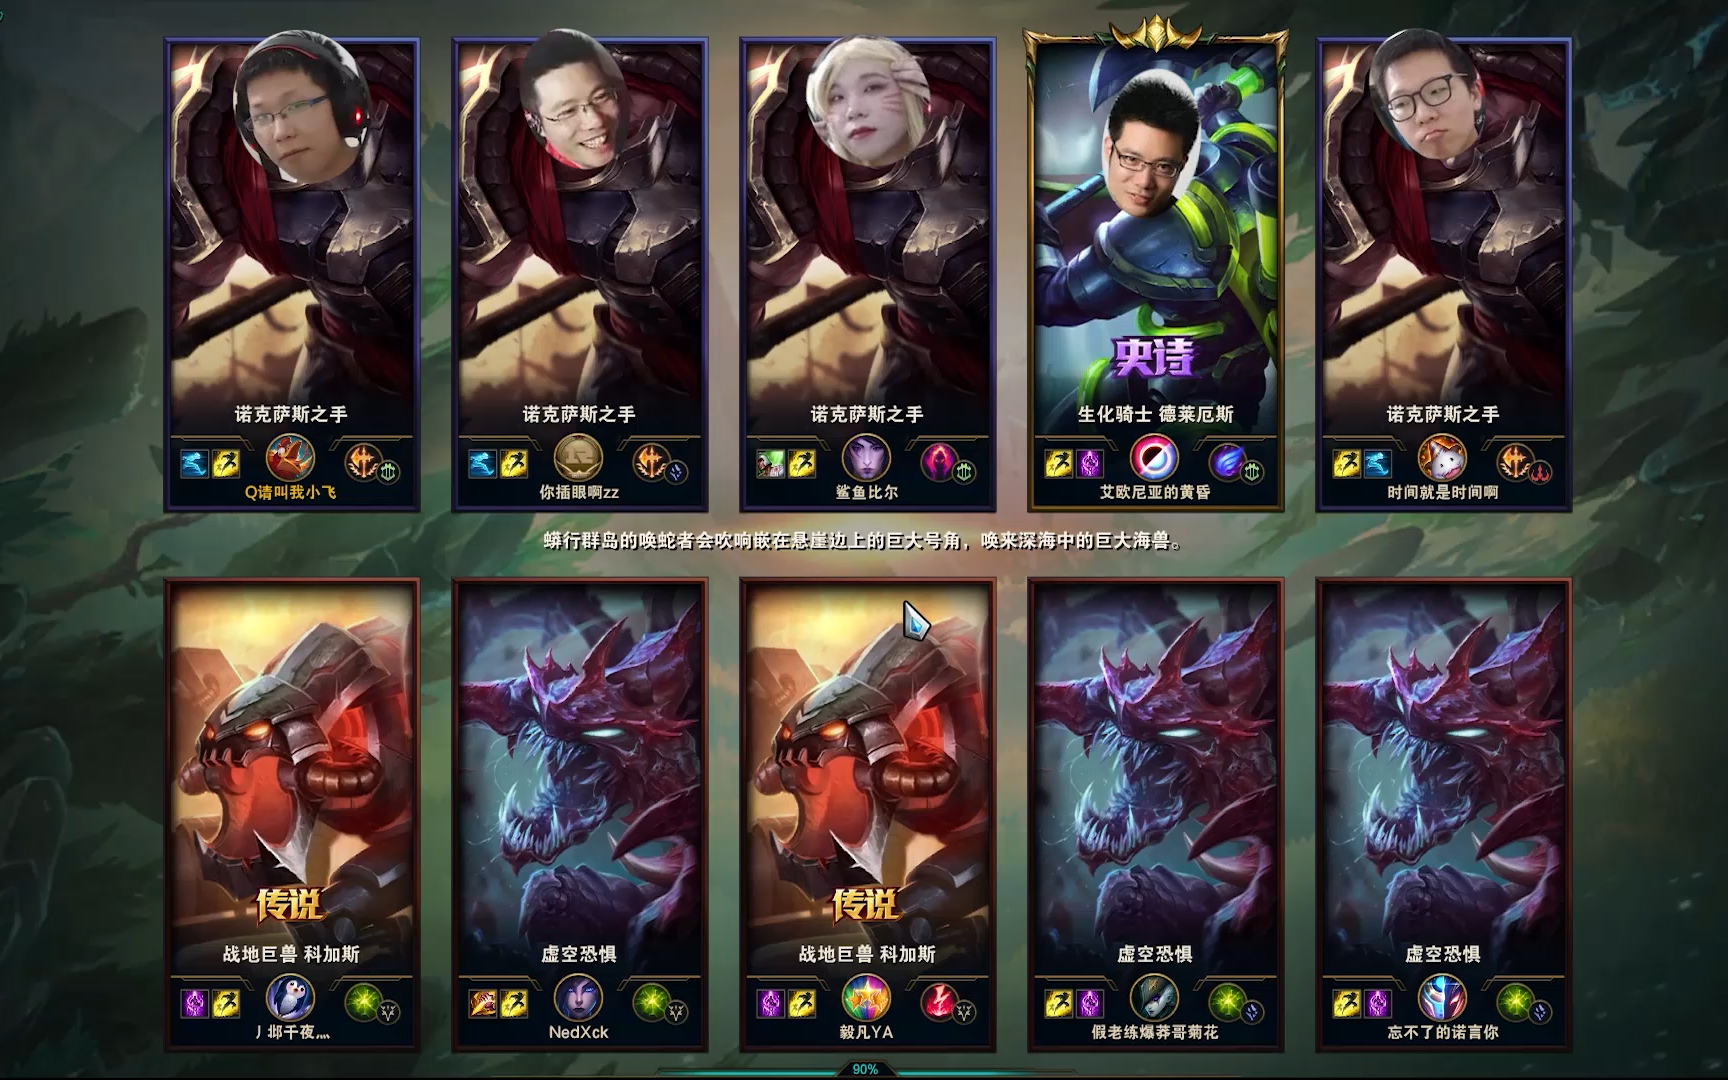 史诗
诺克萨斯之手
诺克萨斯之手
诺克萨斯之手
生化骑士 德莱厄斯
诺克萨斯之手
Q请叫我小飞
你插眼啊zz
鲨鱼比尔
艾欧尼亚的黄昏
时间就是时间啊
蟒行群岛的唤蛇者会吹响嵌在悬崖边上的巨大号角，唤来深海中的巨大海兽。
传说
传说
战地巨兽 科加斯
虚空恐惧
战地巨兽 科加斯
虚空恐惧
虚空恐惧
丿邺千夜灬
NedXck
毅凡YA
假老练爆莽哥菊花
忘不了的诺言你
90%